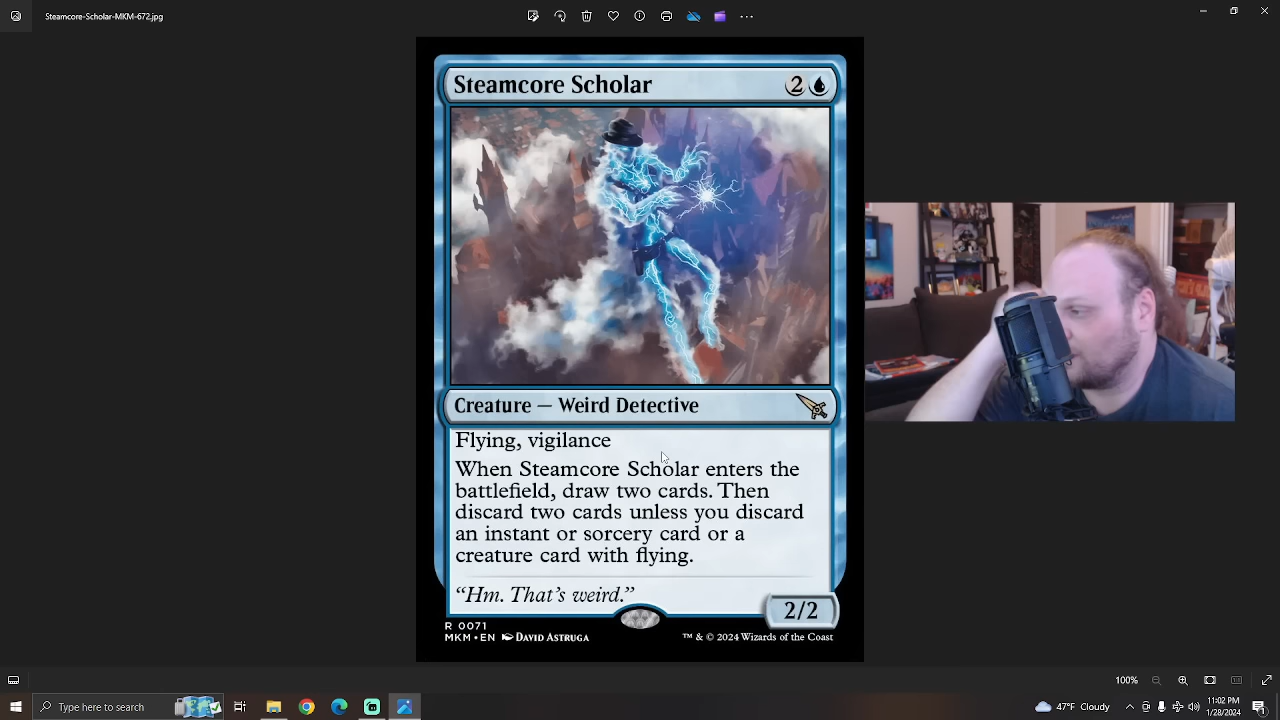 Steamcore-Scholar-MKM-672.jpg
Steamcore Scholar 2
Creature — Weird Detective
Flying, vigilance
When Steamcore Scholar enters the
battlefield, draw two cards. Then
discard two cards unless you discard
an instant or sorcery card or a
creature card with flying.
“Hm. That’s weird.”
2/2
R 0071
MKM • EN DAVID ASTRUGA
™ & © 2024 Wizards of the Coast
100%
Type here to search
47°F Cloudy
11:02 PM
1/28/2024